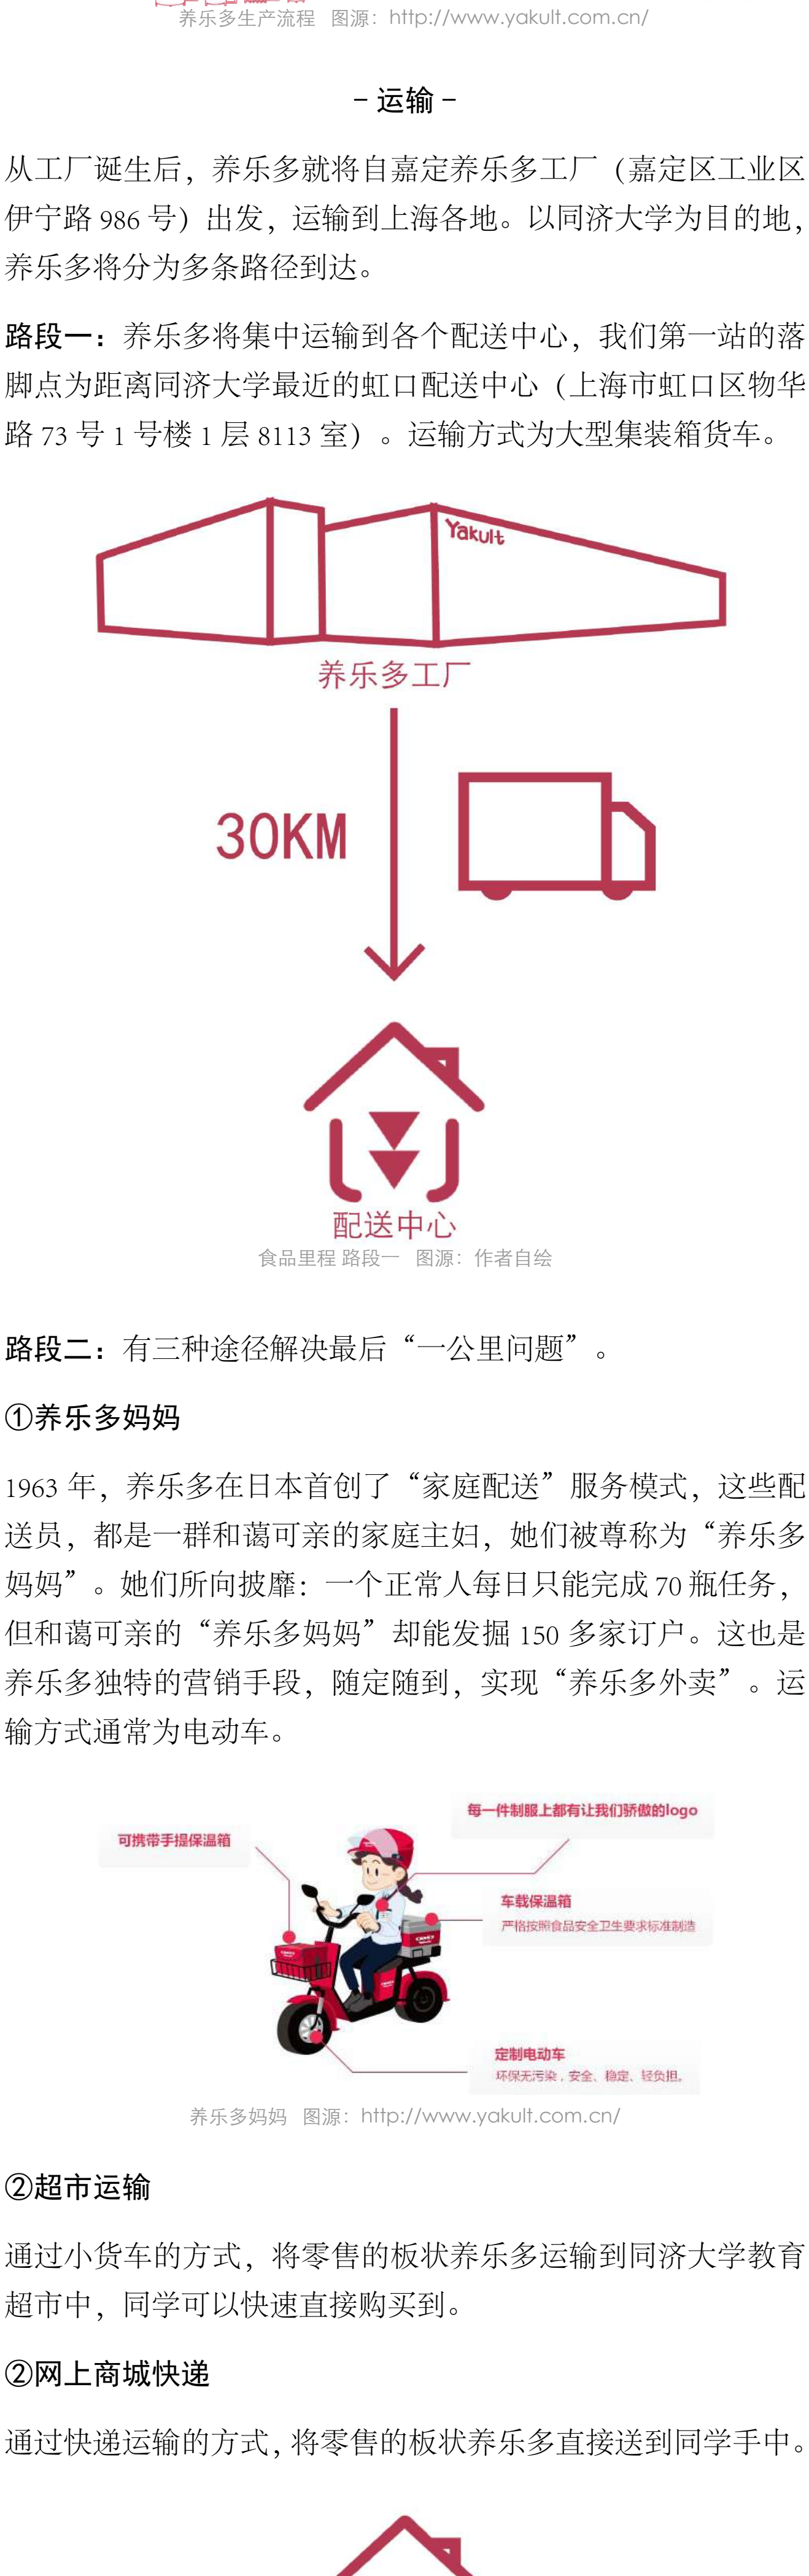 养乐多生产流程 图源：http://www.yakult.com.cn/
- 运输 -
从工厂诞生后，养乐多就将自嘉定养乐多工厂（嘉定区工业区
伊宁路 986 号）出发，运输到上海各地。以同济大学为目的地，
养乐多将分为多条路径到达。
路段一：养乐多将集中运输到各个配送中心，我们第一站的落
脚点为距离同济大学最近的虹口配送中心（上海市虹口区物华
路 73 号 1 号楼 1 层 8113 室）。运输方式为大型集装箱货车。
Yakult
养乐多工厂
30KM
配送中心
食品里程 路段一 图源：作者自绘
路段二：有三种途径解决最后“一公里问题”。
①养乐多妈妈
1963 年，养乐多在日本首创了“家庭配送”服务模式，这些配
送员，都是一群和蔼可亲的家庭主妇，她们被尊称为“养乐多
妈妈”。她们所向披靡：一个正常人每日只能完成 70 瓶任务，
但和蔼可亲的“养乐多妈妈”却能发掘 150 多家订户。这也是
养乐多独特的营销手段，随定随到，实现“养乐多外卖”。运
输方式通常为电动车。
每一件制服上都有让我们骄傲的logo
可携带手提保温箱
车载保温箱
严格按照食品安全卫生要求标准制造
定制电动车
环保无污染，安全、稳定、轻负担。
养乐多妈妈 图源：http://www.yakult.com.cn/
②超市运输
通过小货车的方式，将零售的板状养乐多运输到同济大学教育
超市中，同学可以快速直接购买到。
②网上商城快递
通过快递运输的方式，将零售的板状养乐多直接送到同学手中。